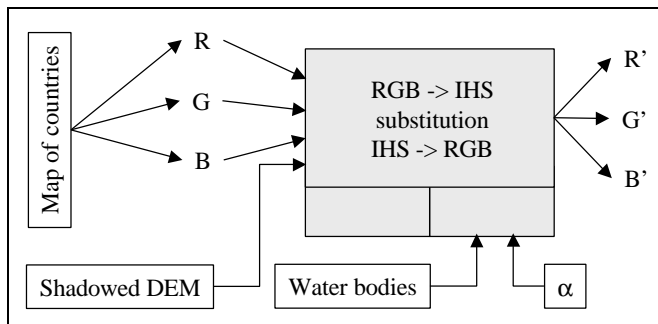 Map of countries
R
G
B
RGB -> IHS
substitution
IHS -> RGB
R'
G'
B'
Shadowed DEM
Water bodies
α